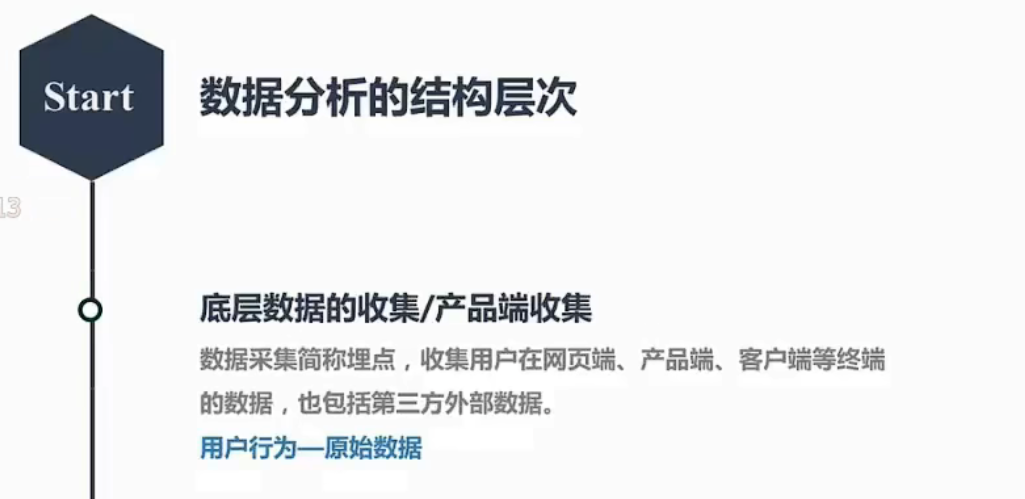 Start
数据分析的结构层次
13
底层数据的收集/产品端收集
数据采集简称埋点，收集用户在网页端、产品端、客户端等终端
的数据，也包括第三方外部数据。
用户行为—原始数据